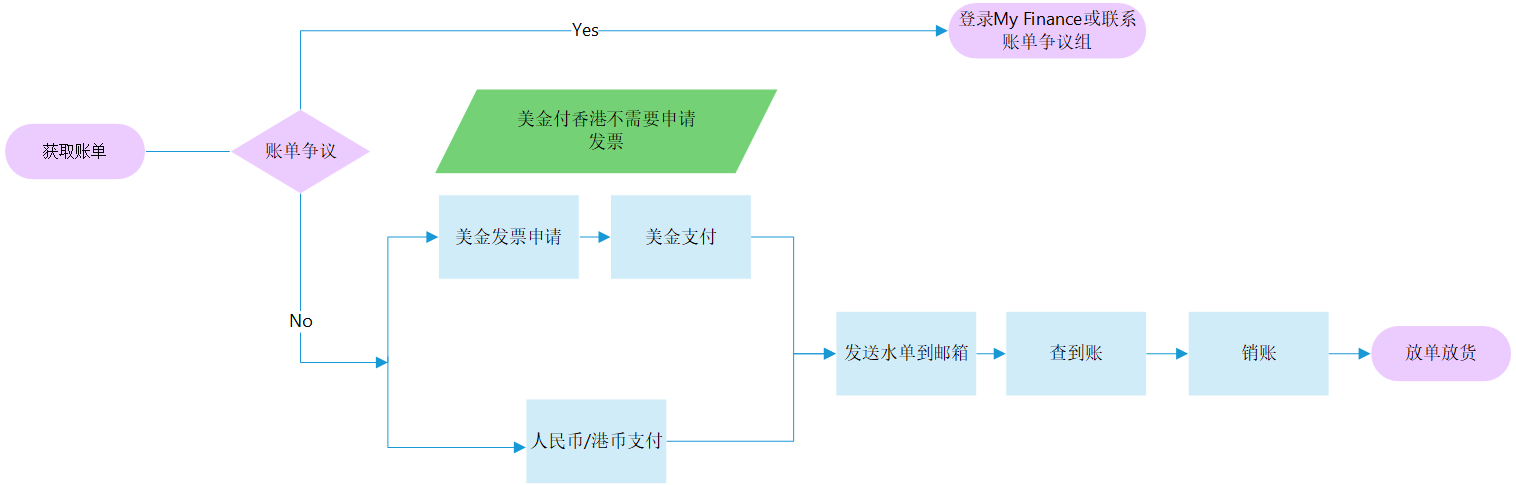 Yes
登录My Finance或联系
账单争议组
美金付香港不需要申请
发票
获取账单
账单争议
美金发票申请
美金支付
No
发送水单到邮箱
查到账
销账
放单放货
人民币/港币支付